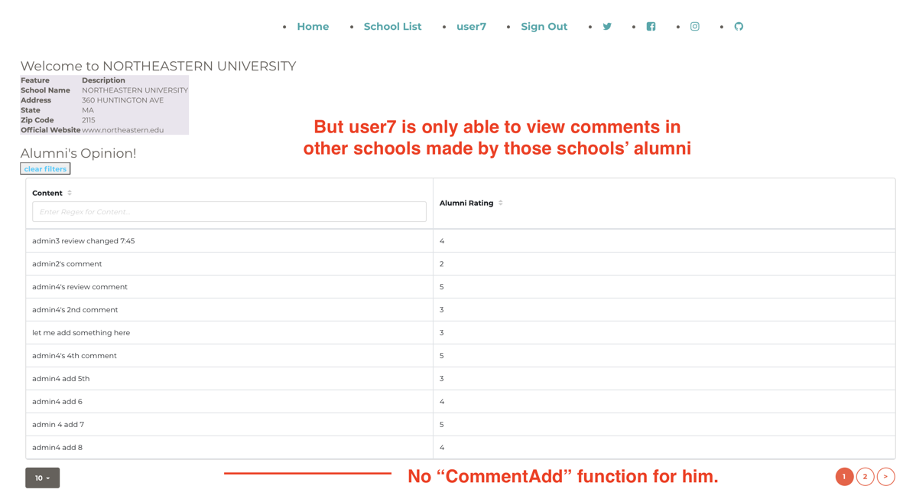 Home School List user7 Sign Out
Welcome to NORTHEASTERN UNIVERSITY
Feature Description
School Name NORTHEASTERN UNIVERSITY
Address 360 HUNTINGTON AVE
State MA
Zip Code 2115
Official Website www.northeastern.edu
But user7 is only able to view comments in
other schools made by those schools’ alumni
Alumni's Opinion!
clear filters
Content Alumni Rating
Enter Regex for Content...
admin3 review changed 7:45 4
admin2's comment 2
admin4's review comment 5
admin4's 2nd comment 3
let me add something here 3
admin4's 4th comment 5
admin4 add 5th 3
admin4 add 6 4
admin 4 add 7 5
admin4 add 8 4
10 No “CommentAdd” function for him. 1 2 >